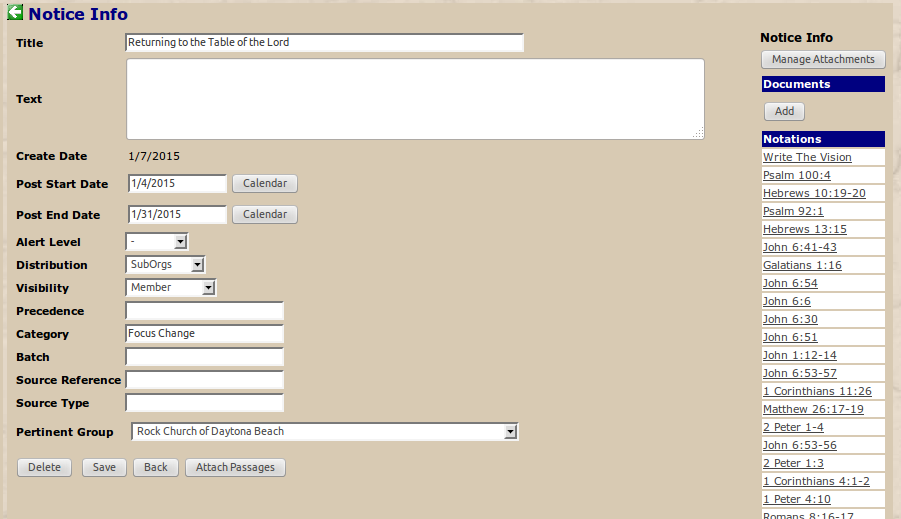 Notice Info
Title Returning to the Table of the Lord
Text
Create Date 1/7/2015
Post Start Date 1/4/2015 Calendar
Post End Date 1/31/2015 Calendar
Alert Level -
Distribution SubOrgs
Visibility Member
Precedence
Category Focus Change
Batch
Source Reference
Source Type
Pertinent Group Rock Church of Daytona Beach
Delete Save Back Attach Passages
Notice Info
Manage Attachments
Documents
Add
Notations
Write The Vision
Psalm 100:4
Hebrews 10:19-20
Psalm 92:1
Hebrews 13:15
John 6:41-43
Galatians 1:16
John 6:54
John 6:6
John 6:30
John 6:51
John 1:12-14
John 6:53-57
1 Corinthians 11:26
Matthew 26:17-19
2 Peter 1-4
John 6:53-56
2 Peter 1:3
1 Corinthians 4:1-2
1 Peter 4:10
Romans 8:16-17